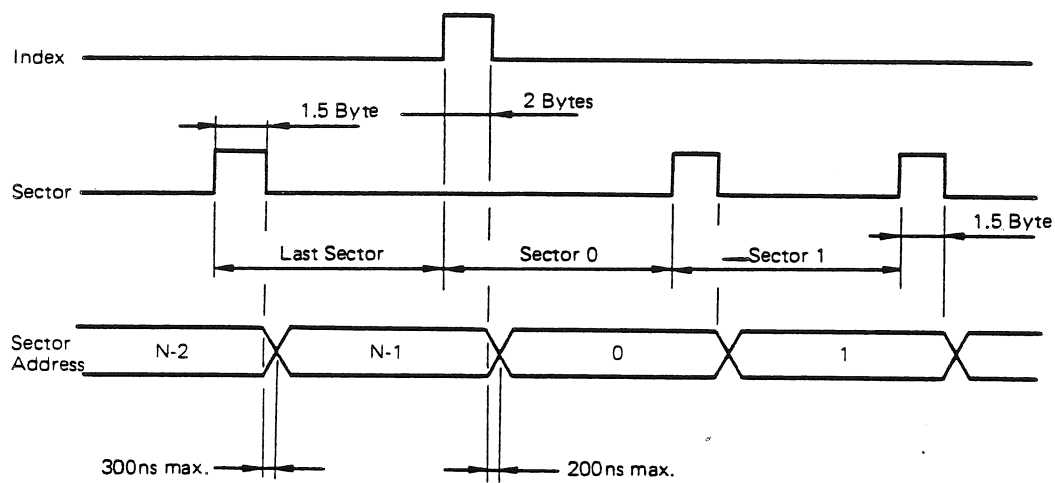 Index
1.5 Byte
2 Bytes
Sector
1.5 Byte
Last Sector
Sector 0
Sector 1
Sector
Address
N-2
N-1
0
1
300ns max.
200ns max.